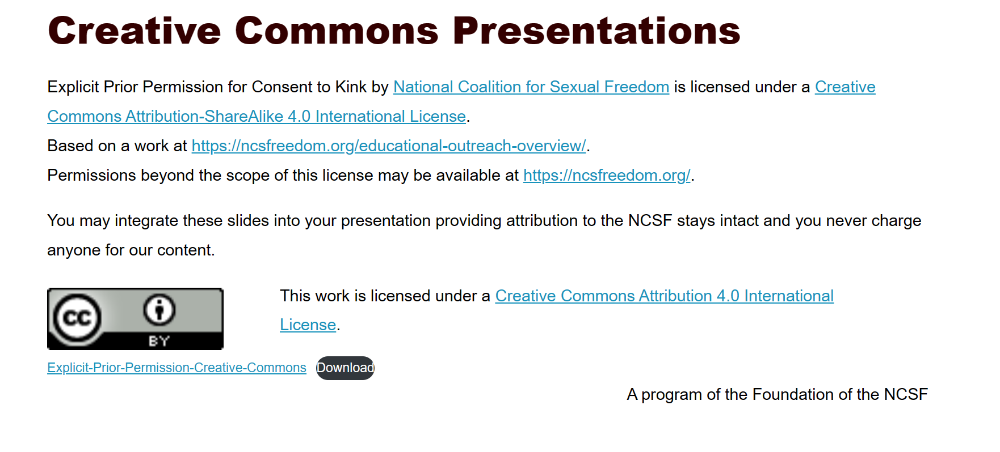 Creative Commons Presentations
Explicit Prior Permission for Consent to Kink by National Coalition for Sexual Freedom is licensed under a Creative
Commons Attribution-ShareAlike 4.0 International License.
Based on a work at https://ncsfreedom.org/educational-outreach-overview/.
Permissions beyond the scope of this license may be available at https://ncsfreedom.org/.
You may integrate these slides into your presentation providing attribution to the NCSF stays intact and you never charge
anyone for our content.
cc
BY
This work is licensed under a Creative Commons Attribution 4.0 International
License.
Explicit-Prior-Permission-Creative-Commons Download
A program of the Foundation of the NCSF